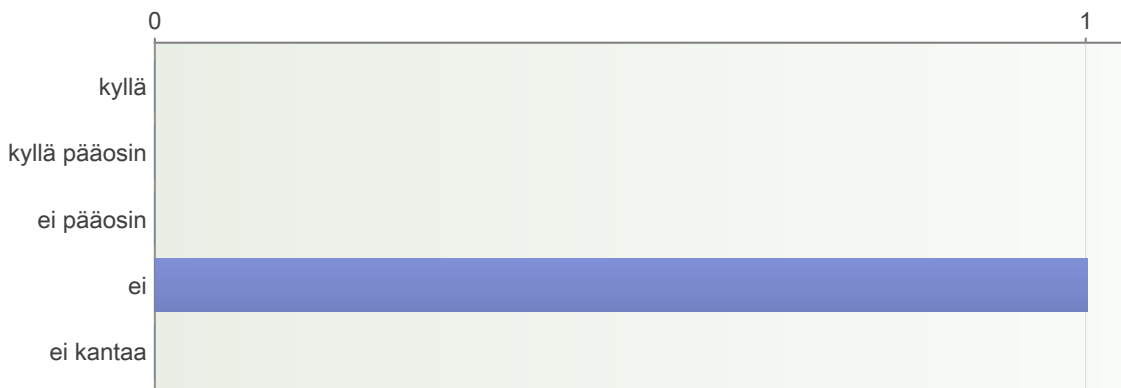 0 1
kyllä
kyllä pääosin
ei pääosin
ei
ei kantaa